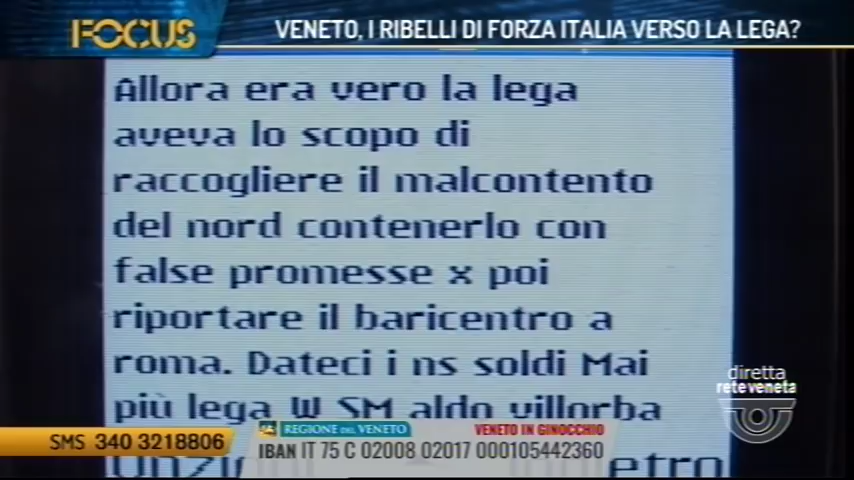 FOCUS
VENETO, I RIBELLI DI FORZA ITALIA VERSO LA LEGA?
Allora era vero la lega
aveva lo scopo di
raccogliere il malcontento
del nord contenerlo con
false promesse x poi
riportare il baricentro a
roma. Dateci i ns soldi Mai
più lega W SM aldo villorba
diretta
reteveneta
REGIONE DEL VENETO
VENETO IN GINOCCHIO
SMS 340 3218806
IBAN IT 75 C 02008 02017 000105442360